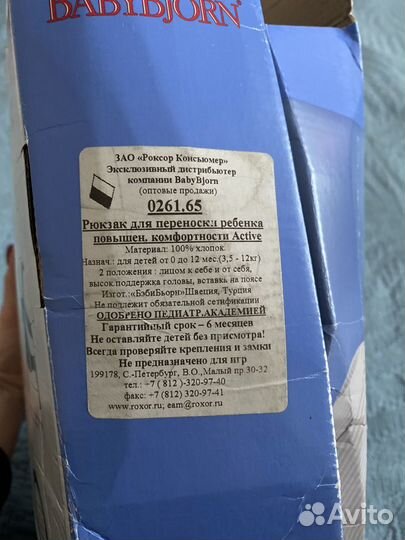 BABYBJÖRN®
ЗАО «Роксор Консьюмер»
Эксклюзивный дистрибьютер
компании BabyBjorn
(оптовые продажи)
0261,65
Рюкзак для переноски ребенка
повышен. комфортности Active
Материал: 100% хлопок
Назнач.: для детей от 0 до 12 мес.(3,5 - 12кг)
2 положения : лицом к себе и от себя,
высок.поддержка головы, вставка на поясе
Изгот.:«БэбиБьорн»Швеция, Турция
Не подлежит обязательной сетификации
ОДОБРЕНО ПЕДИАТР.АКАДЕМИЕЙ
Гарантийный срок – 6 месяцев
Не оставляйте детей без присмотра!
Всегда проверяйте крепления и замки
Не предназначено для игр
199178, С.-Петербург, В.О.,Малый пр 30-32
тел.: +7 ( 812 )-320-97-40
факс: +7 ( 812) 320-97-41
www.roxor.ru; eam@roxor.ru
Avito